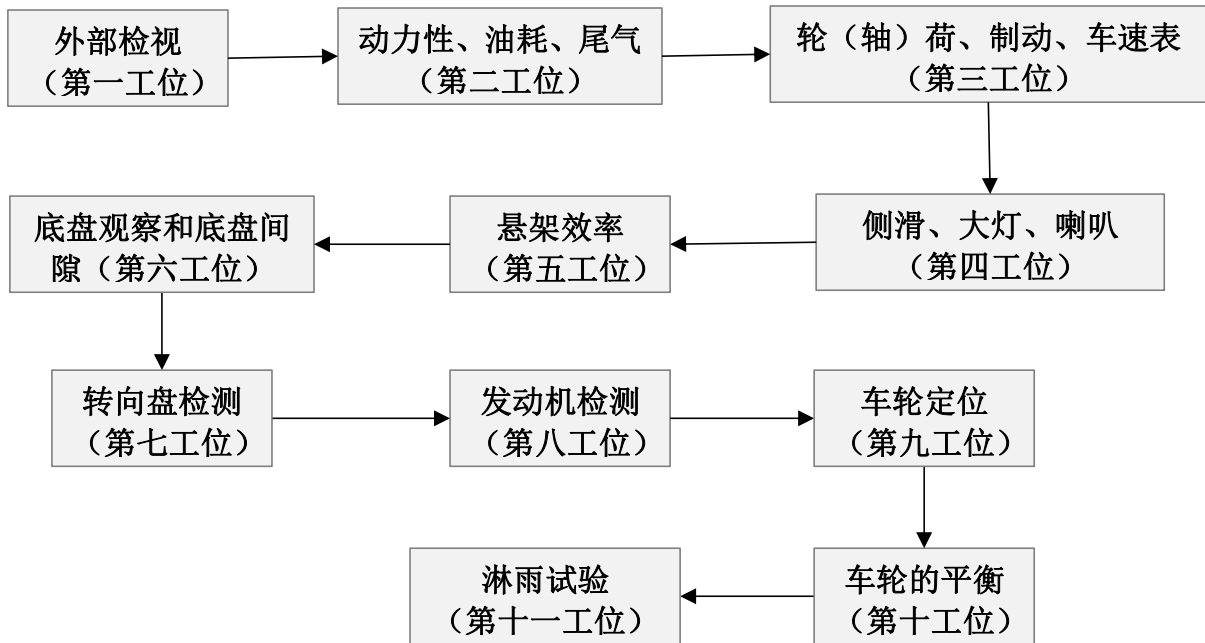 外部检视
（第一工位）
动力性、油耗、尾气
（第二工位）
轮（轴）荷、制动、车速表
（第三工位）
侧滑、大灯、喇叭
（第四工位）
悬架效率
（第五工位）
底盘观察和底盘间
隙（第六工位）
转向盘检测
（第七工位）
发动机检测
（第八工位）
车轮定位
（第九工位）
车轮的平衡
（第十工位）
淋雨试验
（第十一工位）